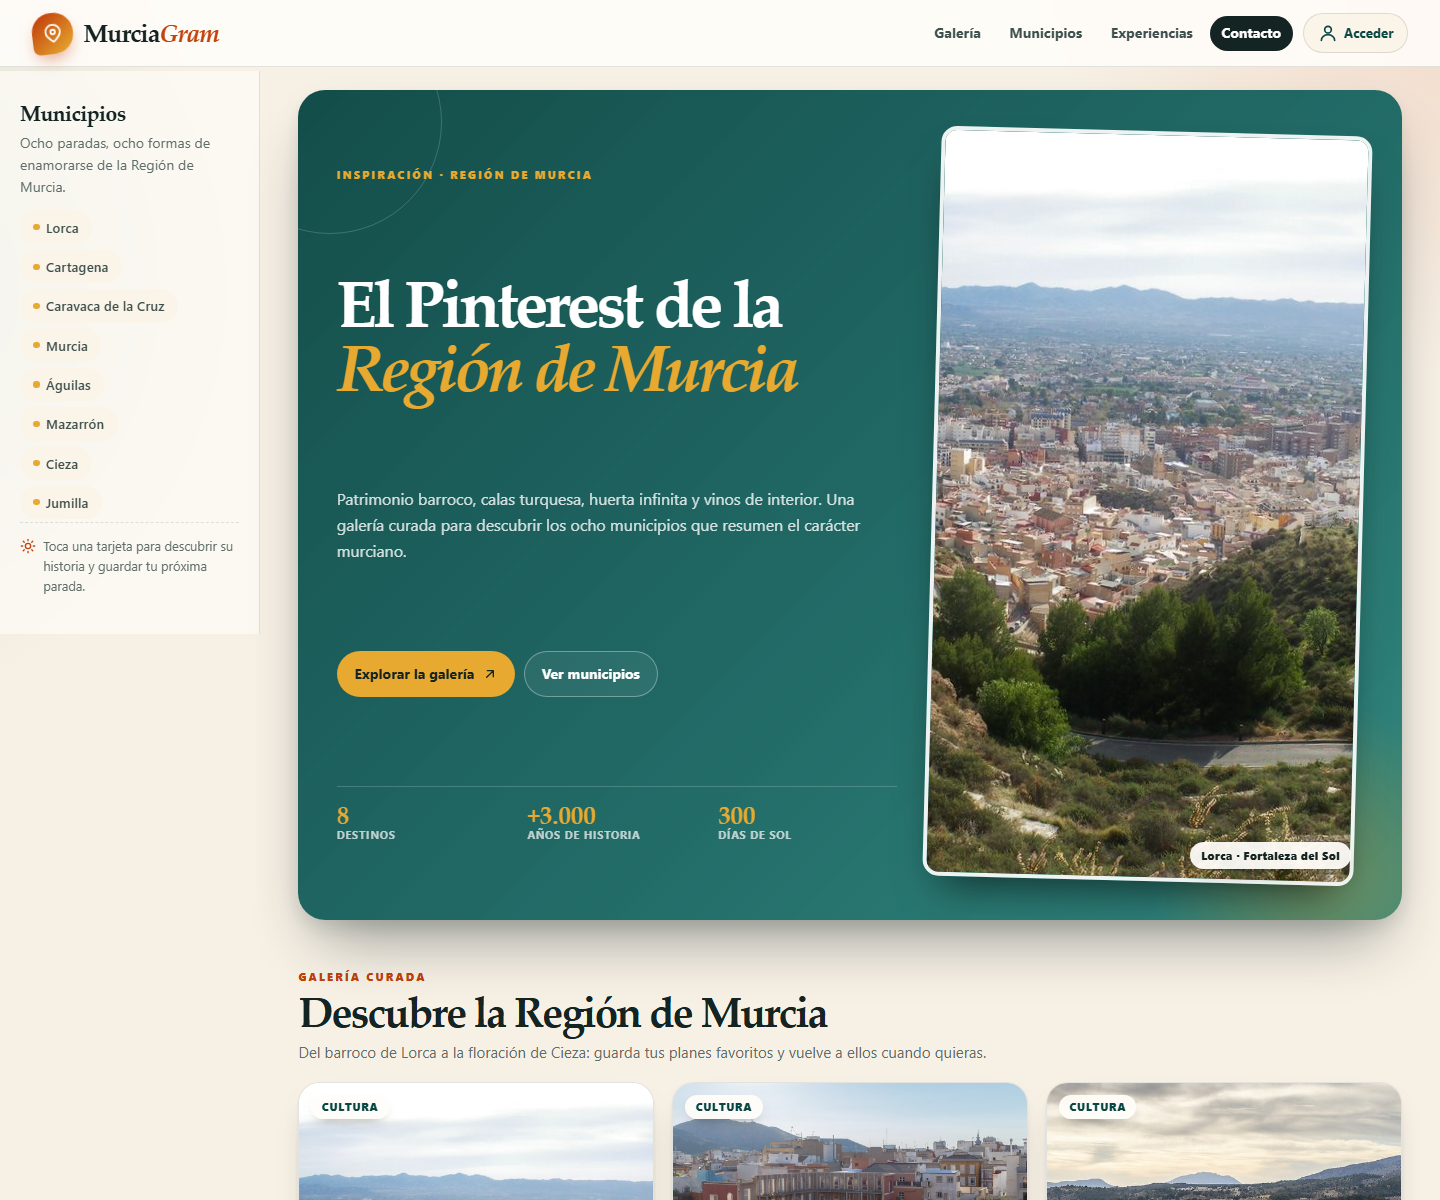 MurciaGram
Galería
Municipios
Experiencias
Contacto
Acceder
Municipios
Ocho paradas, ocho formas de
enamorarse de la Región de
Murcia.
Lorca
Cartagena
Caravaca de la Cruz
Murcia
Águilas
Mazarrón
Cieza
Jumilla
Toca una tarjeta para descubrir su
historia y guardar tu próxima
parada.
INSPIRACIÓN · REGIÓN DE MURCIA
El Pinterest de la
Región de Murcia
Patrimonio barroco, calas turquesa, huerta infinita y vinos de interior. Una
galería curada para descubrir los ocho municipios que resumen el carácter
murciano.
Explorar la galería
Ver municipios
8
DESTINOS
+3.000
AÑOS DE HISTORIA
300
DÍAS DE SOL
Lorca · Fortaleza del Sol
GALERÍA CURADA
Descubre la Región de Murcia
Del barroco de Lorca a la floración de Cieza: guarda tus planes favoritos y vuelve a ellos cuando quieras.
CULTURA
CULTURA
CULTURA